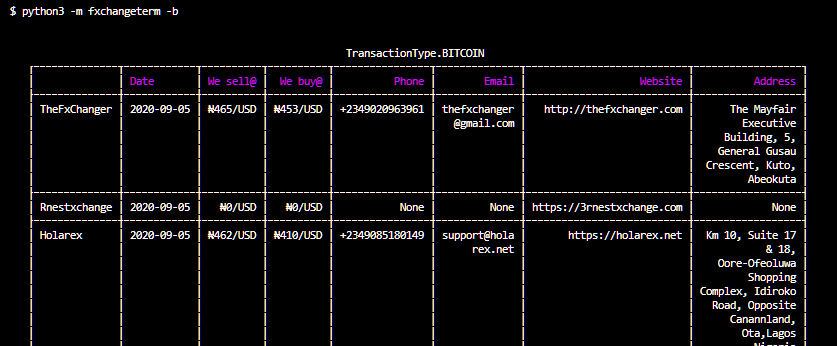 $ python3 -m fxchangeterm -b
TransactionType.BITCOIN
Date We sell@ We buy@ Phone Email Website Address
TheFxChanger 2020-09-05 ₦465/USD ₦453/USD +2349020963961 thefxchanger http://thefxchanger.com The Mayfair
@gmail.com Executive
Building, 5,
General Gusau
Crescent, Kuto,
Abeokuta
Rnestxchange 2020-09-05 ₦0/USD ₦0/USD None None https://3rnestxchange.com None
Holarex 2020-09-05 ₦462/USD ₦410/USD +2349085180149 support@hola https://holarex.net Km 10, Suite 17
rex.net & 18,
Oore-Ofeoluwa
Shopping
Complex, Idiroko
Road, Opposite
Canannland,
Ota,Lagos